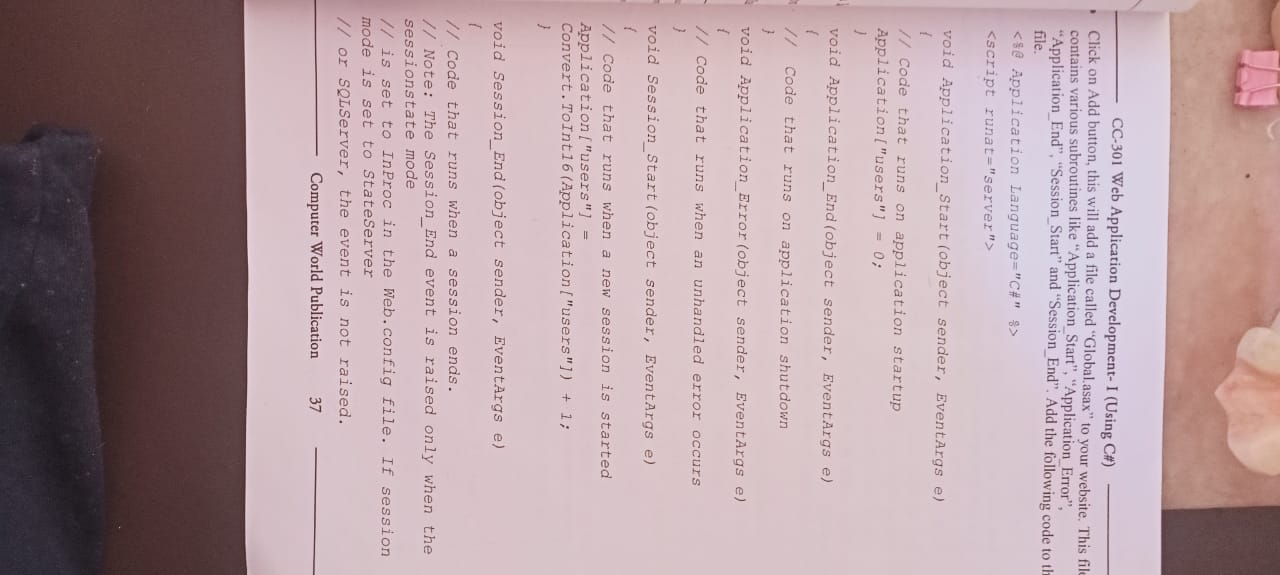 CC-301 Web Application Development- I (Using C#)
Click on Add button, this will add a file called “Global.asax” to your website. This file
contains various subroutines like “Application_Start”, “Application_Error”,
“Application_End”, “Session_Start” and “Session_End”. Add the following code to
file.
<%@ Application Language="C#" %>
<script runat="server">
void Application_Start(object sender, EventArgs e)
{
// Code that runs on application startup
Application["users"] = 0;
}
void Application_End(object sender, EventArgs e)
{
// Code that runs on application shutdown
}
void Application_Error(object sender, EventArgs e)
{
// Code that runs when an unhandled error occurs
}
void Session_Start(object sender, EventArgs e)
{
// Code that runs when a new session is started
Application["users"] =
Convert.ToInt16(Application["users"]) + 1;
}
void Session_End(object sender, EventArgs e)
{
// Code that runs when a session ends.
// Note: The Session_End event is raised only when the
sessionstate mode
// is set to InProc in the Web.config file. If session
mode is set to StateServer
// or SQLServer, the event is not raised.
Computer World Publication 37